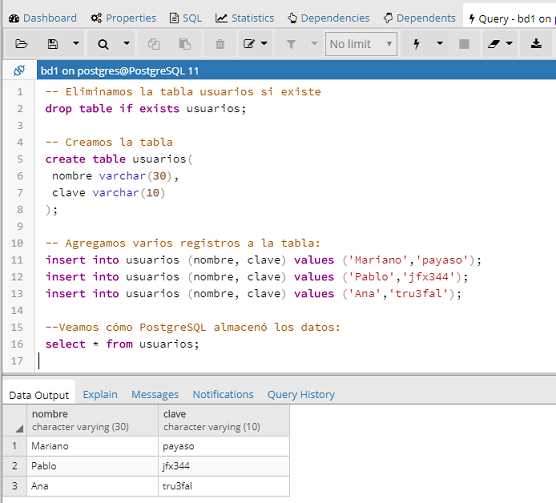 Dashboard Properties SQL Statistics Dependencies Dependents Query - bd1 on
No limit
bd1 on postgres@PostgreSQL 11
1 -- Eliminamos la tabla usuarios si existe
2 drop table if exists usuarios;
3
4 -- Creamos la tabla
5 create table usuarios(
6 nombre varchar(30),
7 clave varchar(10)
8 );
9
10 -- Agregamos varios registros a la tabla:
11 insert into usuarios (nombre, clave) values ('Mariano','payaso');
12 insert into usuarios (nombre, clave) values ('Pablo','jfx344');
13 insert into usuarios (nombre, clave) values ('Ana','tru3fal');
14
15 --Veamos cómo PostgreSQL almacenó los datos:
16 select * from usuarios;
17
Data Output Explain Messages Notifications Query History
nombre clave
character varying (30) character varying (10)
1 Mariano payaso
2 Pablo jfx344
3 Ana tru3fal